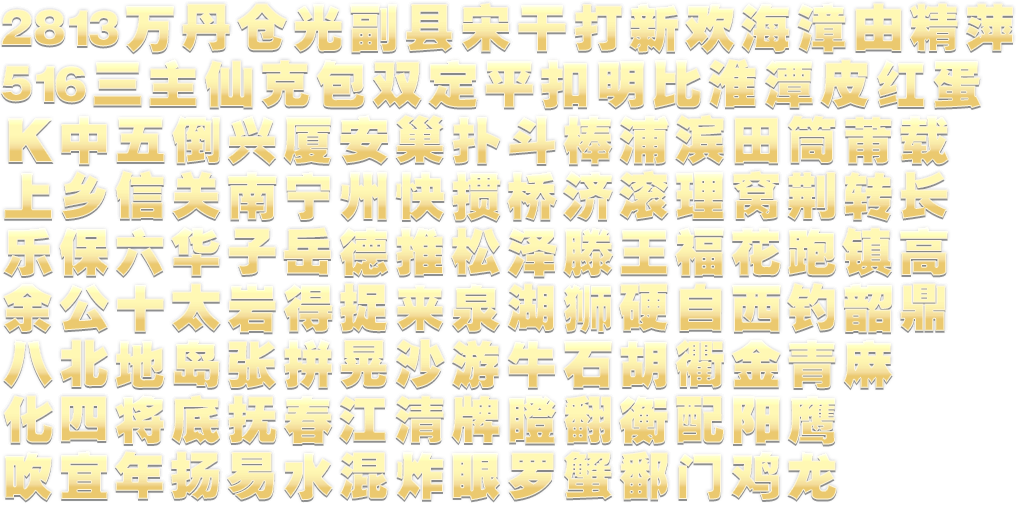 2813万丹仓光副县宋干打新欢海漳由精萍
516三主仙克包双定平扣明比淮潭皮红蛋
K中五倒兴厦安巢扑斗棒浦滨田筒莆载
上乡信关南宁州快掼桥济滚理窝荆转长
乐保六华子岳德推松泽滕王福花跑镇高
余公十太岩得捉来泉湖狮硬白西钓韶鼎
八北地岛张拼晃沙游牛石胡衢金青麻
化四将底抚春江清牌瞪翻衡配阳鹰
吹宜年扬易水混炸眼罗蟹鄱门鸡龙